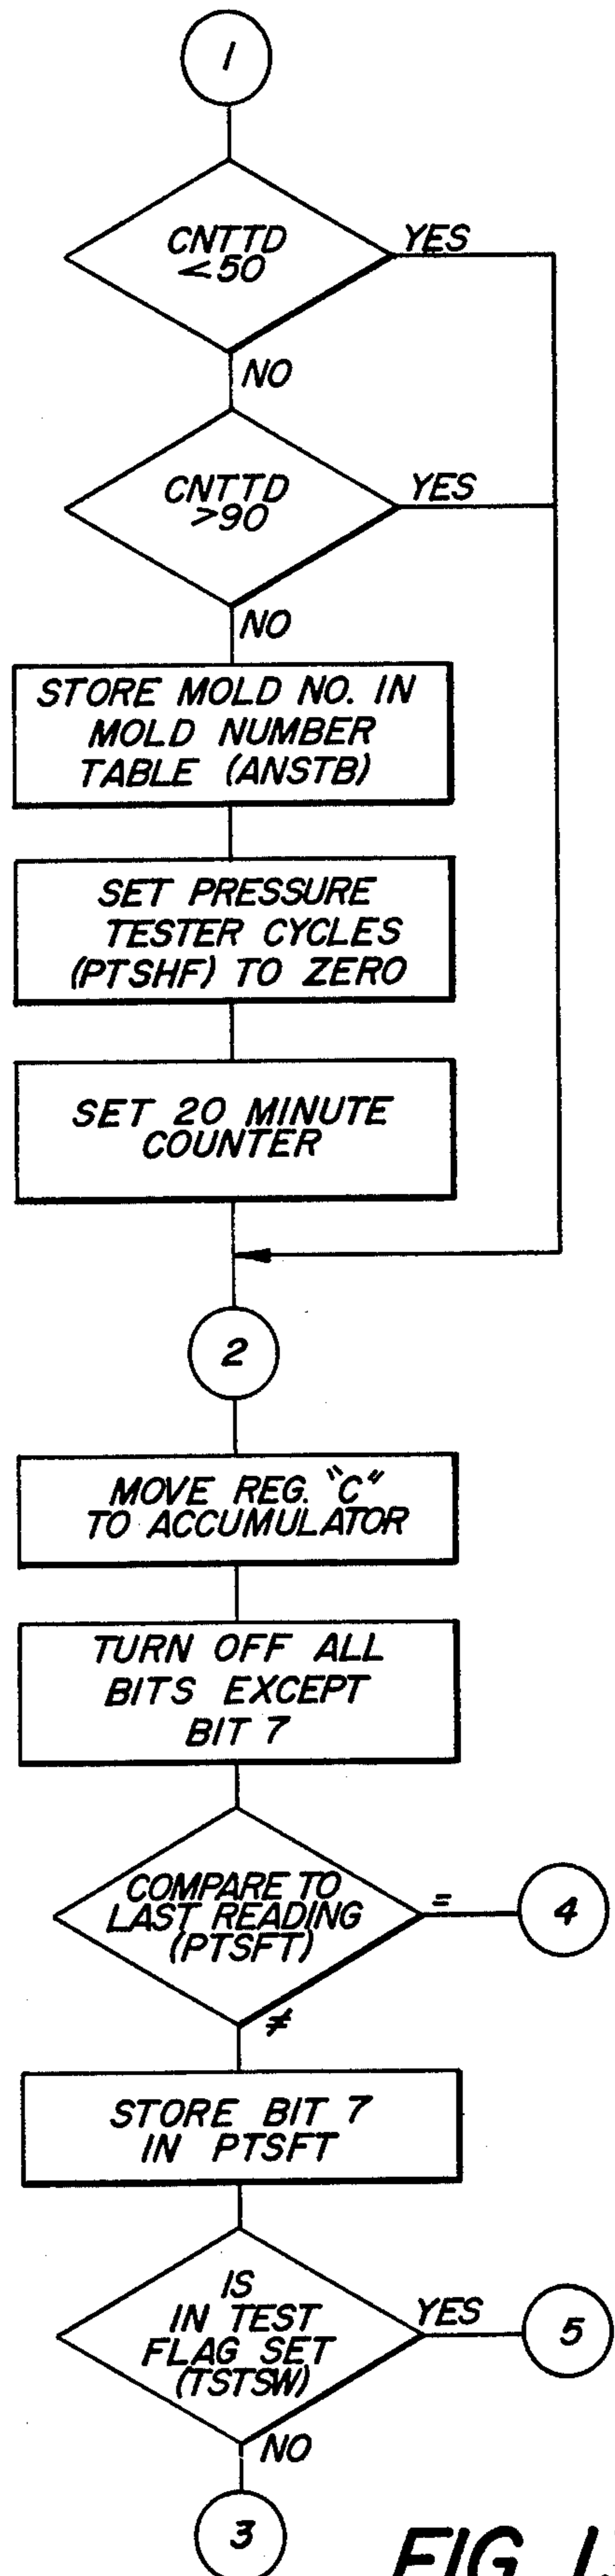 1
CNTTD
<50
YES
NO
CNTTD
>90
YES
NO
STORE MOLD NO. IN
MOLD NUMBER
TABLE (ANSTB)
SET PRESSURE
TESTER CYCLES
(PTSHF) TO ZERO
SET 20 MINUTE
COUNTER
2
MOVE REG. "C"
TO ACCUMULATOR
TURN OFF ALL
BITS EXCEPT
BIT 7
COMPARE TO
LAST READING
(PTSFT)
=
4
≠
STORE BIT 7
IN PTSFT
IS
IN TEST
FLAG SET
(TSTSW)
YES
5
NO
3
FIG.